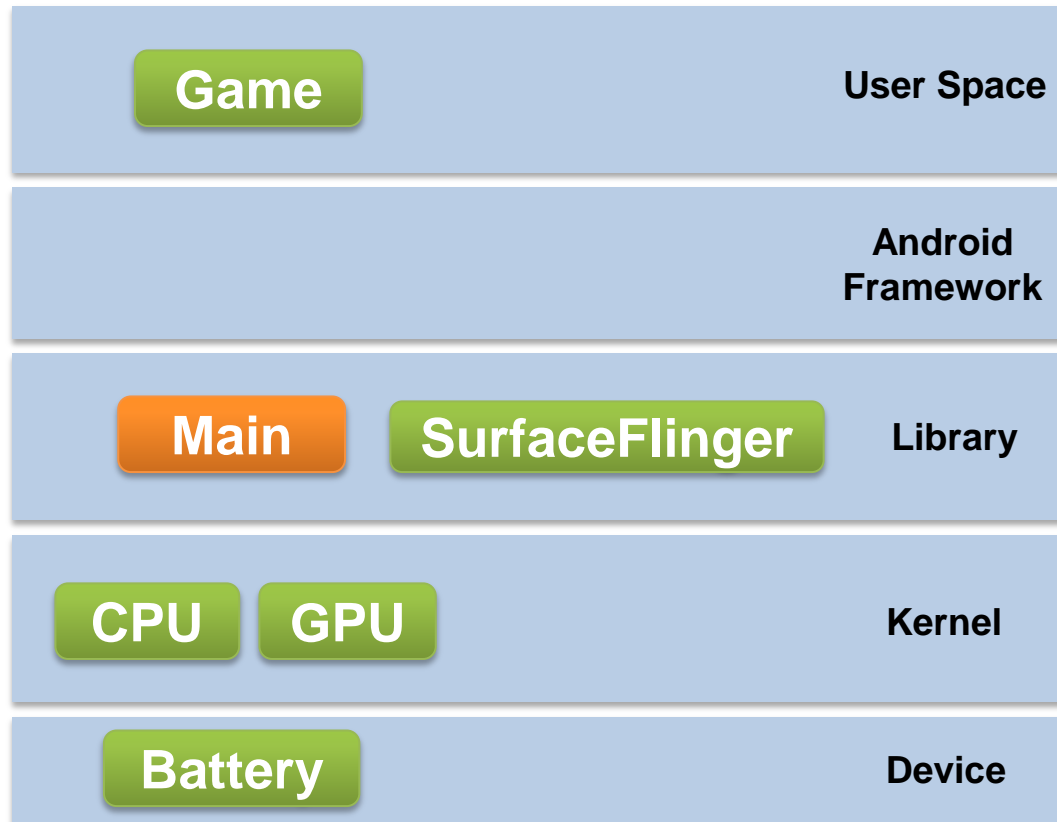 Game
User Space
Android
Framework
Main
SurfaceFlinger
Library
CPU
GPU
Kernel
Battery
Device